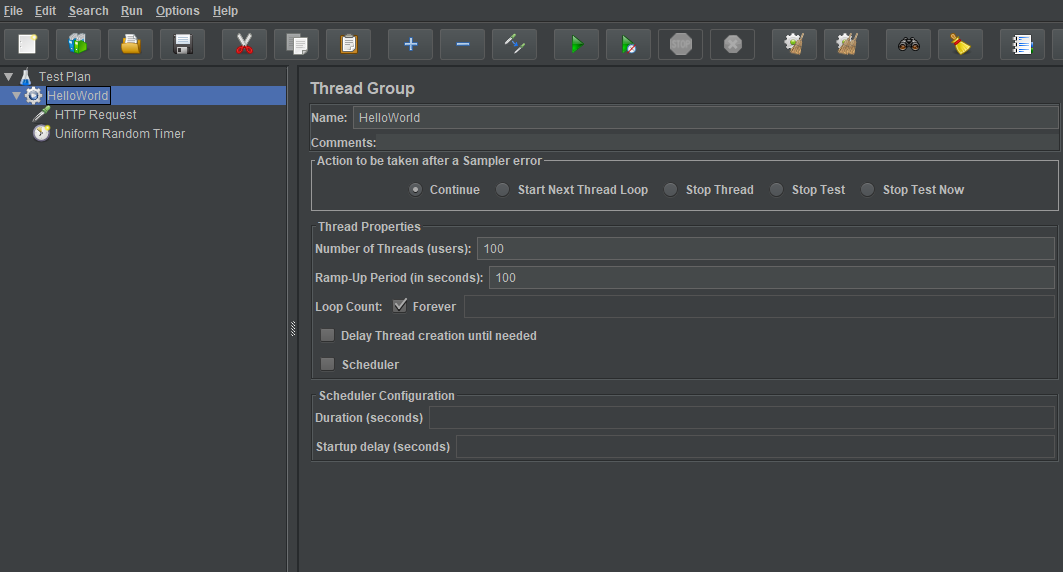 File Edit Search Run Options Help
STOP
Test Plan
HelloWorld
HTTP Request
Uniform Random Timer
Thread Group
Name: HelloWorld
Comments:
Action to be taken after a Sampler error
Continue Start Next Thread Loop Stop Thread Stop Test Stop Test Now
Thread Properties
Number of Threads (users): 100
Ramp-Up Period (in seconds): 100
Loop Count: Forever
Delay Thread creation until needed
Scheduler
Scheduler Configuration
Duration (seconds)
Startup delay (seconds)